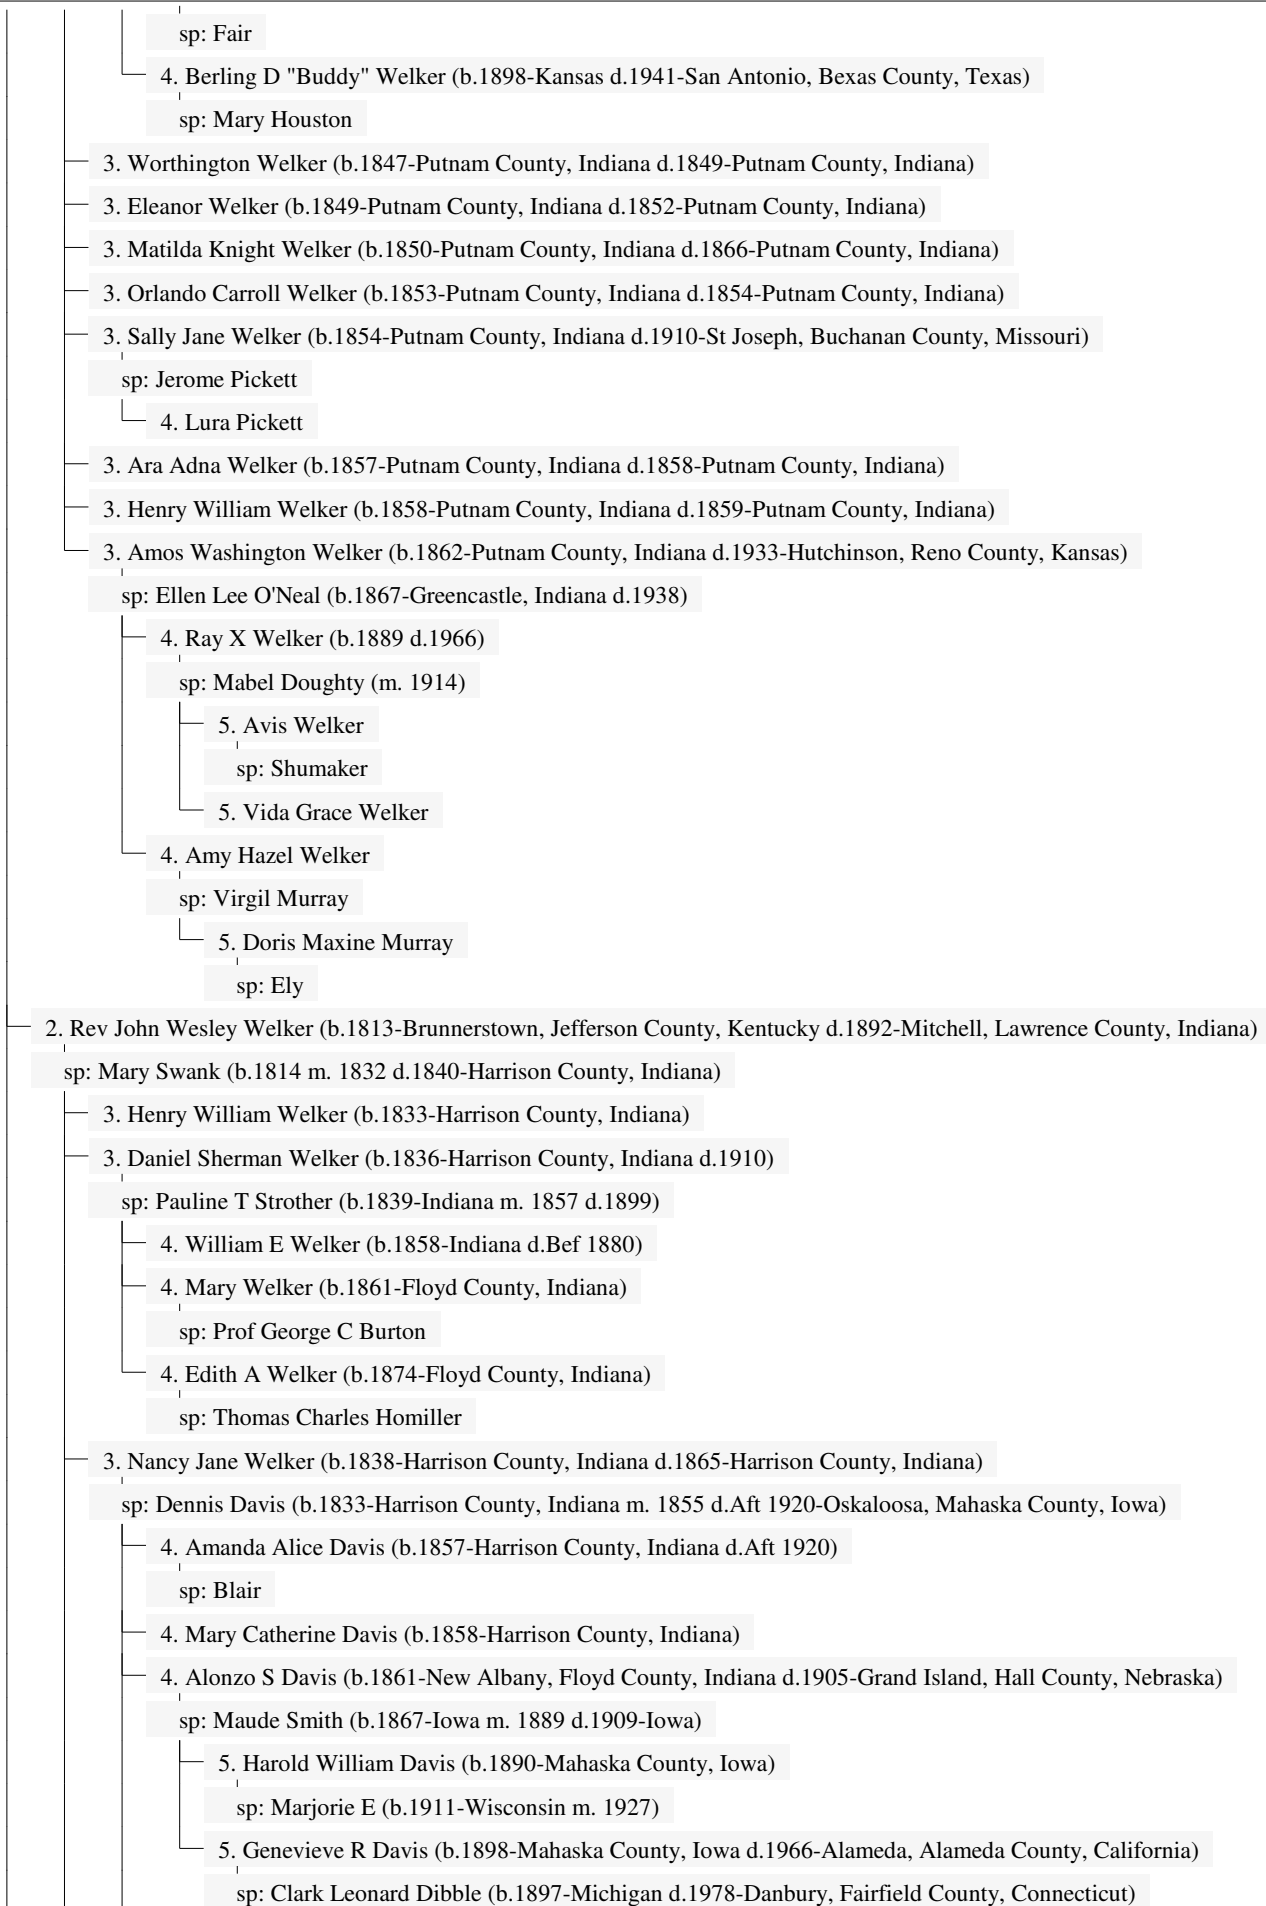 sp: Fair
4. Berling D "Buddy" Welker (b.1898-Kansas d.1941-San Antonio, Bexas County, Texas)
sp: Mary Houston
3. Worthington Welker (b.1847-Putnam County, Indiana d.1849-Putnam County, Indiana)
3. Eleanor Welker (b.1849-Putnam County, Indiana d.1852-Putnam County, Indiana)
3. Matilda Knight Welker (b.1850-Putnam County, Indiana d.1866-Putnam County, Indiana)
3. Orlando Carroll Welker (b.1853-Putnam County, Indiana d.1854-Putnam County, Indiana)
3. Sally Jane Welker (b.1854-Putnam County, Indiana d.1910-St Joseph, Buchanan County, Missouri)
sp: Jerome Pickett
4. Lura Pickett
3. Ara Adna Welker (b.1857-Putnam County, Indiana d.1858-Putnam County, Indiana)
3. Henry William Welker (b.1858-Putnam County, Indiana d.1859-Putnam County, Indiana)
3. Amos Washington Welker (b.1862-Putnam County, Indiana d.1933-Hutchinson, Reno County, Kansas)
sp: Ellen Lee O'Neal (b.1867-Greencastle, Indiana d.1938)
4. Ray X Welker (b.1889 d.1966)
sp: Mabel Doughty (m. 1914)
5. Avis Welker
sp: Shumaker
5. Vida Grace Welker
4. Amy Hazel Welker
sp: Virgil Murray
5. Doris Maxine Murray
sp: Ely
2. Rev John Wesley Welker (b.1813-Brunnerstown, Jefferson County, Kentucky d.1892-Mitchell, Lawrence County, Indiana)
sp: Mary Swank (b.1814 m. 1832 d.1840-Harrison County, Indiana)
3. Henry William Welker (b.1833-Harrison County, Indiana)
3. Daniel Sherman Welker (b.1836-Harrison County, Indiana d.1910)
sp: Pauline T Strother (b.1839-Indiana m. 1857 d.1899)
4. William E Welker (b.1858-Indiana d.Bef 1880)
4. Mary Welker (b.1861-Floyd County, Indiana)
sp: Prof George C Burton
4. Edith A Welker (b.1874-Floyd County, Indiana)
sp: Thomas Charles Homiller
3. Nancy Jane Welker (b.1838-Harrison County, Indiana d.1865-Harrison County, Indiana)
sp: Dennis Davis (b.1833-Harrison County, Indiana m. 1855 d.Aft 1920-Oskaloosa, Mahaska County, Iowa)
4. Amanda Alice Davis (b.1857-Harrison County, Indiana d.Aft 1920)
sp: Blair
4. Mary Catherine Davis (b.1858-Harrison County, Indiana)
4. Alonzo S Davis (b.1861-New Albany, Floyd County, Indiana d.1905-Grand Island, Hall County, Nebraska)
sp: Maude Smith (b.1867-Iowa m. 1889 d.1909-Iowa)
5. Harold William Davis (b.1890-Mahaska County, Iowa)
sp: Marjorie E (b.1911-Wisconsin m. 1927)
5. Genevieve R Davis (b.1898-Mahaska County, Iowa d.1966-Alameda, Alameda County, California)
sp: Clark Leonard Dibble (b.1897-Michigan d.1978-Danbury, Fairfield County, Connecticut)